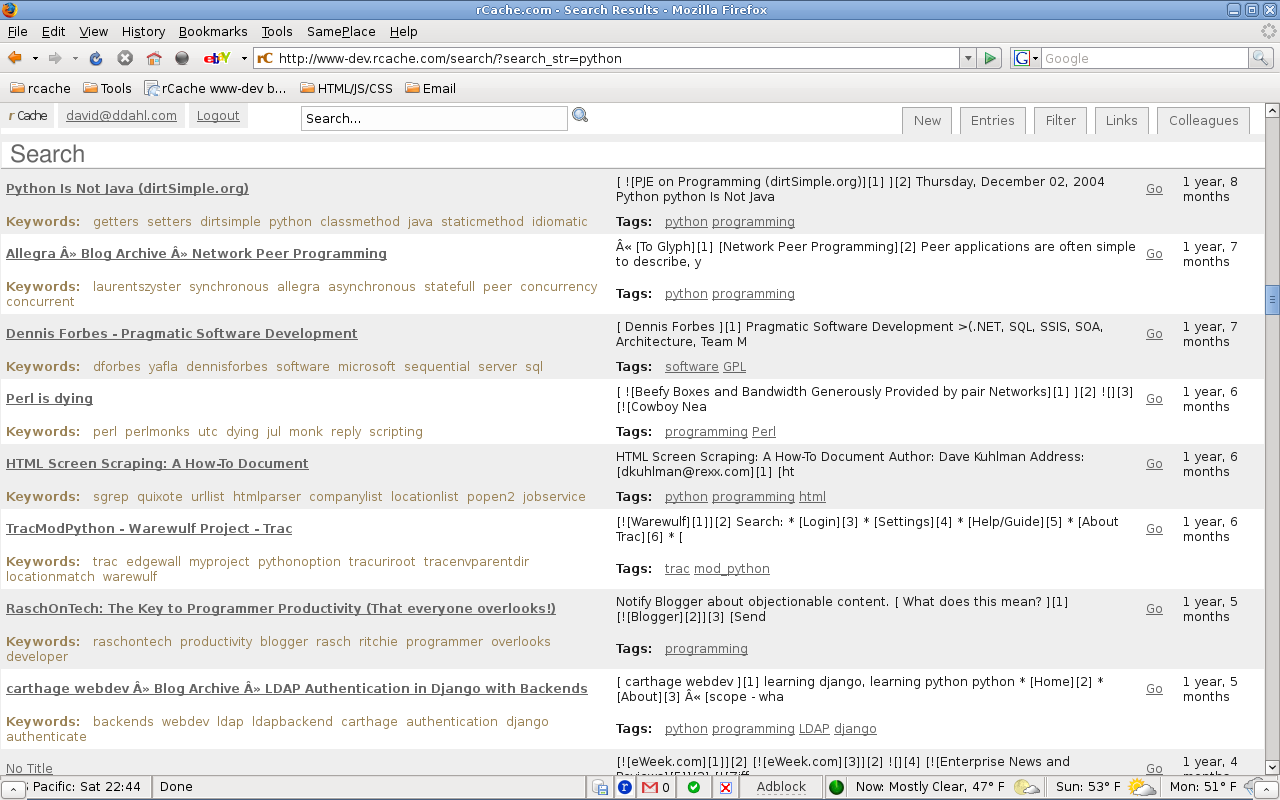 rCache.com - Search Results - Mozilla Firefox
File Edit View History Bookmarks Tools SamePlace Help
ebY rC http://www-dev.rcache.com/search/?search_str=python G Google
rcache Tools rCache www-dev b... HTML/JS/CSS Email
r Cache david@ddahl.com Logout Search... New Entries Filter Links Colleagues
Search
Python Is Not Java (dirtSimple.org)
[ ![PJE on Programming (dirtSimple.org)][1] ][2] Thursday, December 02, 2004
Python python Is Not Java
Go
1 year, 8
months
Keywords: getters setters dirtsimple python classmethod java staticmethod idiomatic
Tags: python programming
Allegra Â» Blog Archive Â» Network Peer Programming
Â« [To Glyph][1] [Network Peer Programming][2] Peer applications are often simple
to describe, y
Go
1 year, 7
months
Keywords: laurentszyster synchronous allegra asynchronous statefull peer concurrency
concurrent
Tags: python programming
Dennis Forbes - Pragmatic Software Development
[ Dennis Forbes ][1] Pragmatic Software Development >(.NET, SQL, SSIS, SOA,
Architecture, Team M
Go
1 year, 7
months
Keywords: dforbes yafla dennisforbes software microsoft sequential server sql
Tags: software GPL
Perl is dying
[ ![Beefy Boxes and Bandwidth Generously Provided by pair Networks][1] ][2] ![][3]
[![Cowboy Nea
Go
1 year, 6
months
Keywords: perl perlmonks utc dying jul monk reply scripting
Tags: programming Perl
HTML Screen Scraping: A How-To Document
HTML Screen Scraping: A How-To Document Author: Dave Kuhlman Address:
[dkuhlman@rexx.com][1] [ht
Go
1 year, 6
months
Keywords: sgrep quixote urllist htmlparser companylist locationlist popen2 jobservice
Tags: python programming html
TracModPython - Warewulf Project - Trac
[![Warewulf][1]][2] Search: * [Login][3] * [Settings][4] * [Help/Guide][5] * [About
Trac][6] * [
Go
1 year, 6
months
Keywords: trac edgewall myproject pythonoption tracuriroot tracenvparentdir
locationmatch warewulf
Tags: trac mod_python
RaschOnTech: The Key to Programmer Productivity (That everyone overlooks!)
Notify Blogger about objectionable content. [ What does this mean? ][1]
[![Blogger][2]][3] [Send
Go
1 year, 5
months
Keywords: raschontech productivity blogger rasch ritchie programmer overlooks
developer
Tags: programming
carthage webdev Â» Blog Archive Â» LDAP Authentication in Django with Backends
[ carthage webdev ][1] learning django, learning python python * [Home][2] *
[About][3] Â« [scope - wha
Go
1 year, 5
months
Keywords: backends webdev ldap ldapbackend carthage authentication django
authenticate
Tags: python programming LDAP django
No Title
[![eWeek.com][1]][2] [![eWeek.com][3]][2] ![][4] [![Enterprise News and
Go
1 year, 4
months
Pacific: Sat 22:44 Done 0 Adblock Now: Mostly Clear, 47° F Sun: 53° F Mon: 51° F